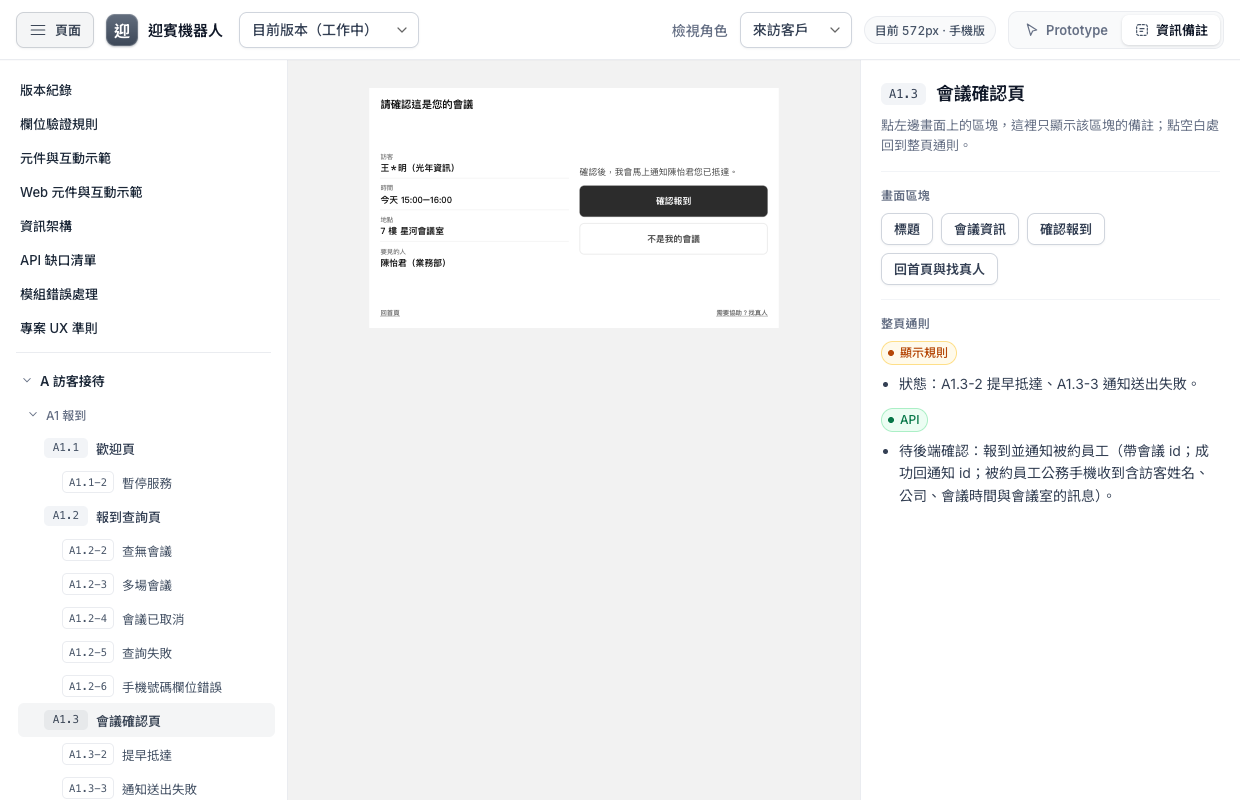 頁面
迎
迎賓機器人
目前版本（工作中）
檢視角色
來訪客戶
目前 572px · 手機版
Prototype
資訊備註
版本紀錄
欄位驗證規則
元件與互動示範
Web 元件與互動示範
資訊架構
API 缺口清單
模組錯誤處理
專案 UX 準則
A 訪客接待
A1 報到
A1.1 歡迎頁
A1.1-2 暫停服務
A1.2 報到查詢頁
A1.2-2 查無會議
A1.2-3 多場會議
A1.2-4 會議已取消
A1.2-5 查詢失敗
A1.2-6 手機號碼欄位錯誤
A1.3 會議確認頁
A1.3-2 提早抵達
A1.3-3 通知送出失敗
請確認這是您的會議
訪客
王＊明（光年資訊）
時間
今天 15:00—16:00
地點
7 樓 星河會議室
要見的人
陳怡君（業務部）
確認後，我會馬上通知陳怡君您已抵達。
確認報到
不是我的會議
回首頁
需要協助？找真人
A1.3 會議確認頁
點左邊畫面上的區塊，這裡只顯示該區塊的備註；點空白處
回到整頁通則。
畫面區塊
標題
會議資訊
確認報到
回首頁與找真人
整頁通則
顯示規則
狀態：A1.3-2 提早抵達、A1.3-3 通知送出失敗。
API
待後端確認：報到並通知被約員工（帶會議 id；成
功回通知 id；被約員工公務手機收到含訪客姓名、
公司、會議時間與會議室的訊息）。